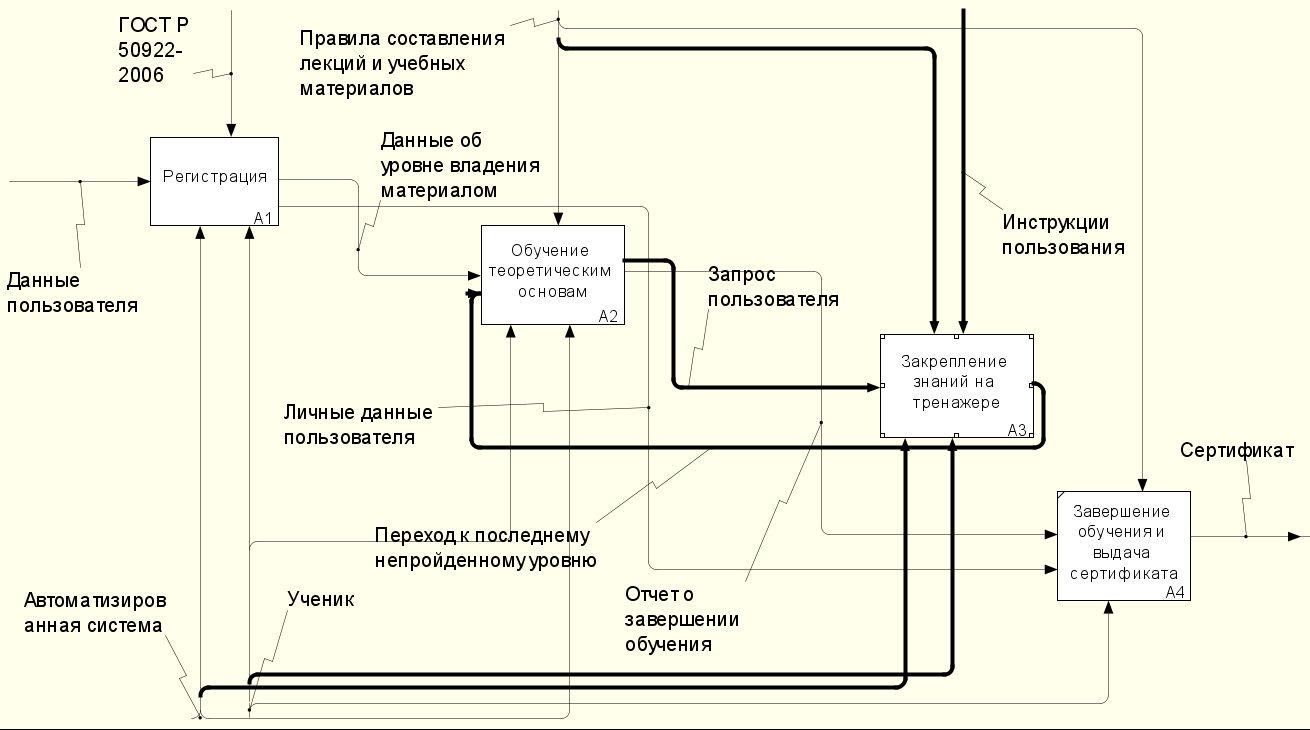 ГОСТ Р
50922-
2006
Правила составления
лекций и учебных
материалов
Данные об
уровне владения
материалом
Регистрация
A1
Инструкции
пользования
Данные
пользователя
Обучение
теоретическим
основам
A2
Запрос
пользователя
Закрепление
знаний на
тренажере
A3
Личные данные
пользователя
Сертификат
Завершение
обучения и
выдача
сертификата
A4
Переход к последнему
непройденному уровню
Автоматизиров
анная система
Ученик
Отчет о
завершении
обучения